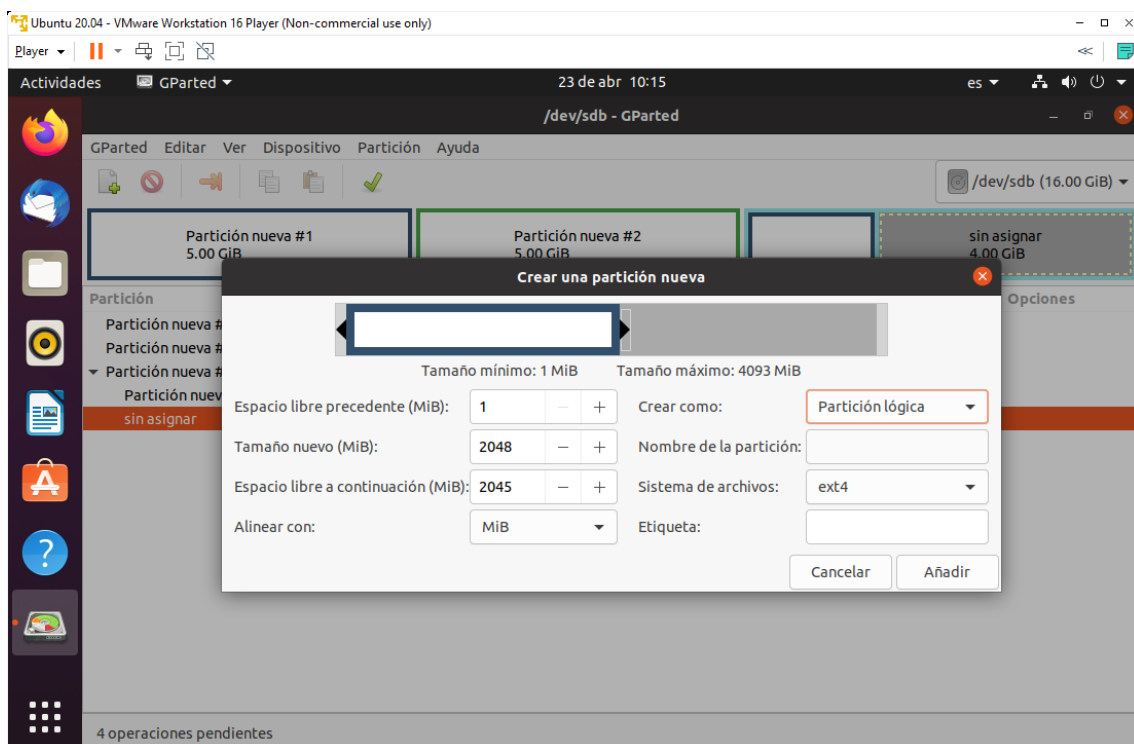 Ubuntu 20.04 - VMware Workstation 16 Player (Non-commercial use only)
Player
Actividades GParted 23 de abr 10:15 es
/dev/sdb - GParted
GParted Editar Ver Dispositivo Partición Ayuda
/dev/sdb (16.00 GiB)
Partición nueva #1 Partición nueva #2 sin asignar
5.00 GiB 5.00 GiB 4.00 GiB
Crear una partición nueva
Partición Opciones
Partición nueva #
Partición nueva #
Partición nueva #
Partición nuev
sin asignar
Tamaño mínimo: 1 MiB Tamaño máximo: 4093 MiB
Espacio libre precedente (MiB): 1 Crear como: Partición lógica
Tamaño nuevo (MiB): 2048 Nombre de la partición:
Espacio libre a continuación (MiB): 2045 Sistema de archivos: ext4
Alinear con: MiB Etiqueta:
Cancelar Añadir
4 operaciones pendientes